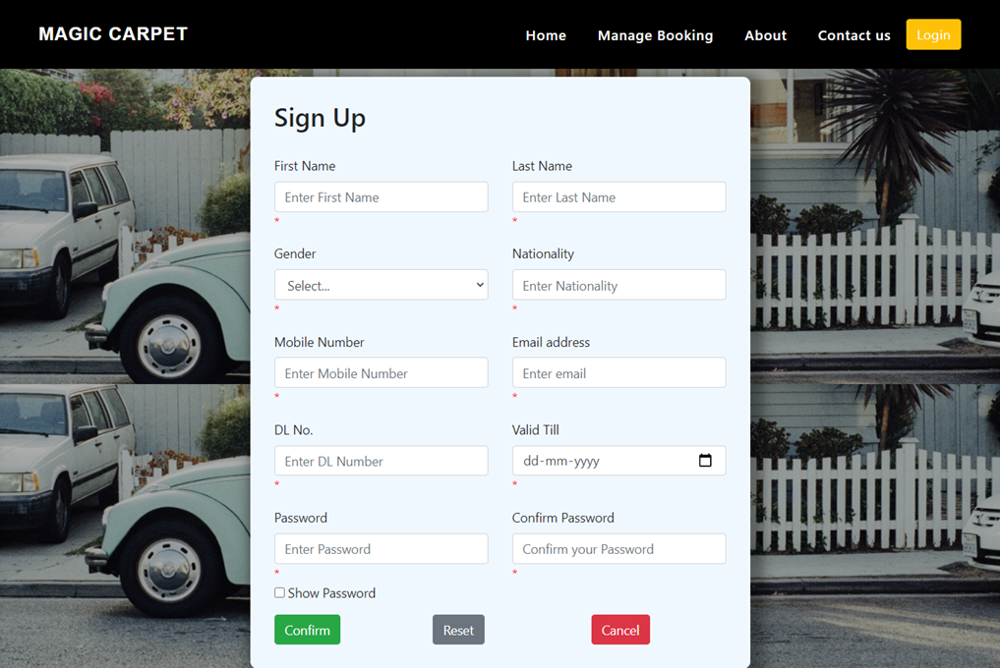 MAGIC CARPET
Home Manage Booking About Contact us Login
Sign Up
First Name Last Name
Enter First Name Enter Last Name
* *
Gender Nationality
Select... Enter Nationality
* *
Mobile Number Email address
Enter Mobile Number Enter email
* *
DL No. Valid Till
Enter DL Number dd-mm-yyyy
* *
Password Confirm Password
Enter Password Confirm your Password
* *
Show Password
Confirm Reset Cancel